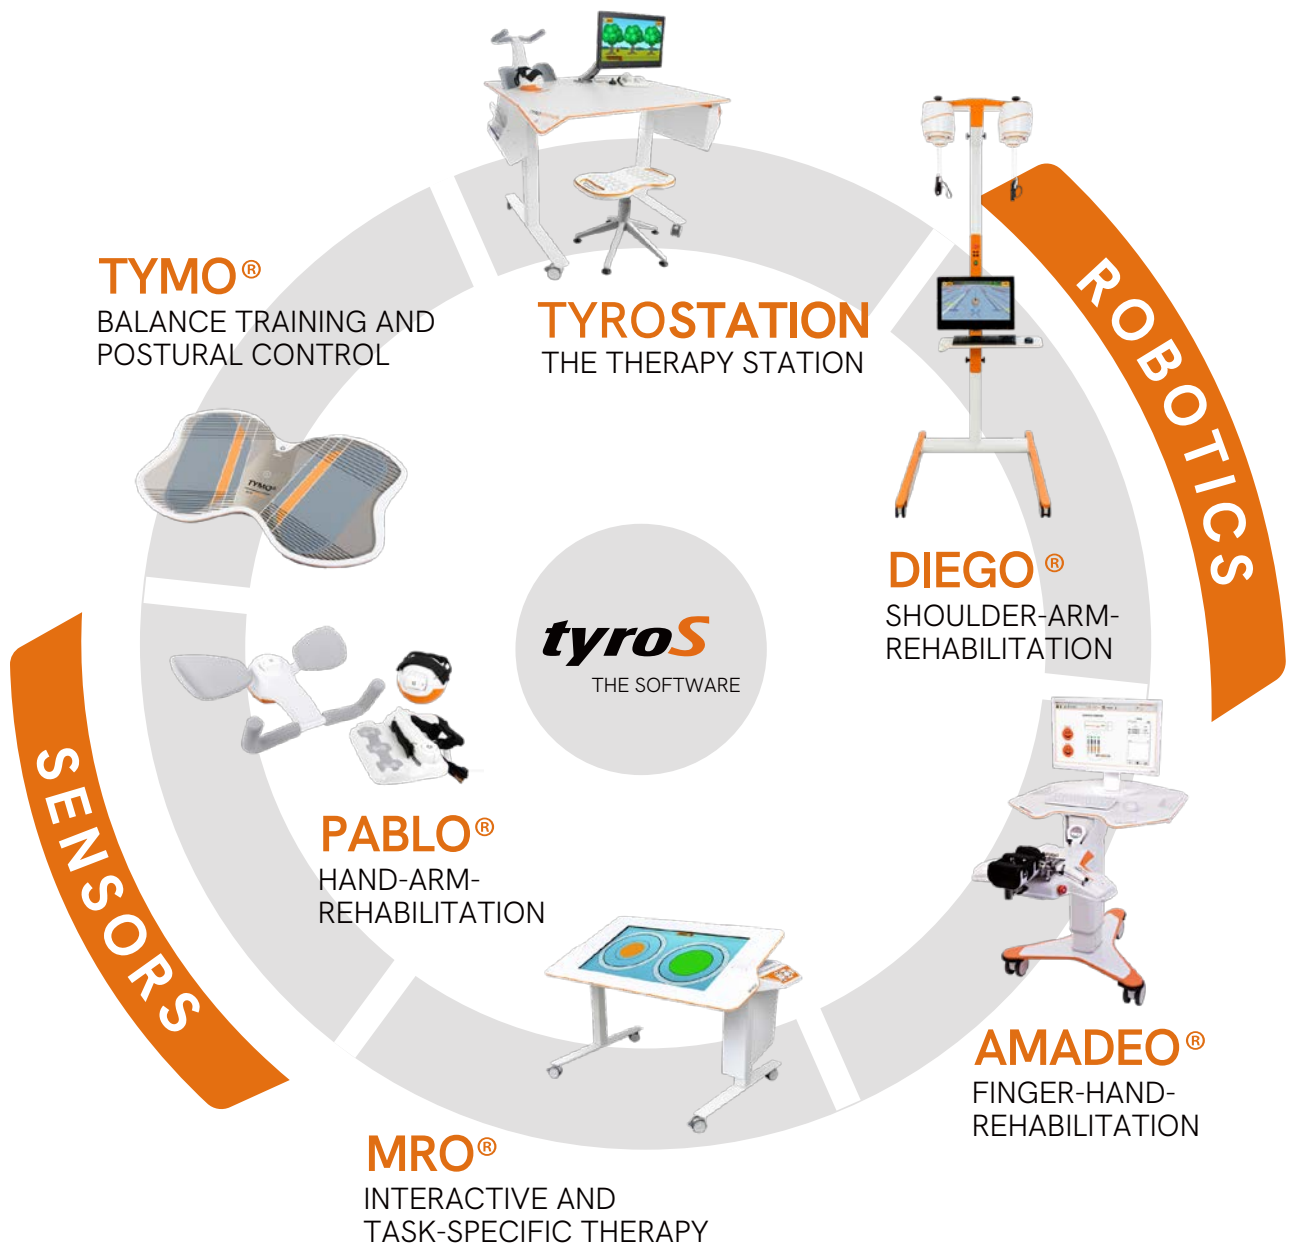 TYMO®
BALANCE TRAINING AND
POSTURAL CONTROL
TYROSTATION
THE THERAPY STATION
ROBOTICS
TYMO®
DIEGO®
SHOULDER-ARM-
REHABILITATION
tyroS
THE SOFTWARE
SENSORS
PABLO®
HAND-ARM-
REHABILITATION
AMADEO®
FINGER-HAND-
REHABILITATION
MRO®
INTERACTIVE AND
TASK-SPECIFIC THERAPY